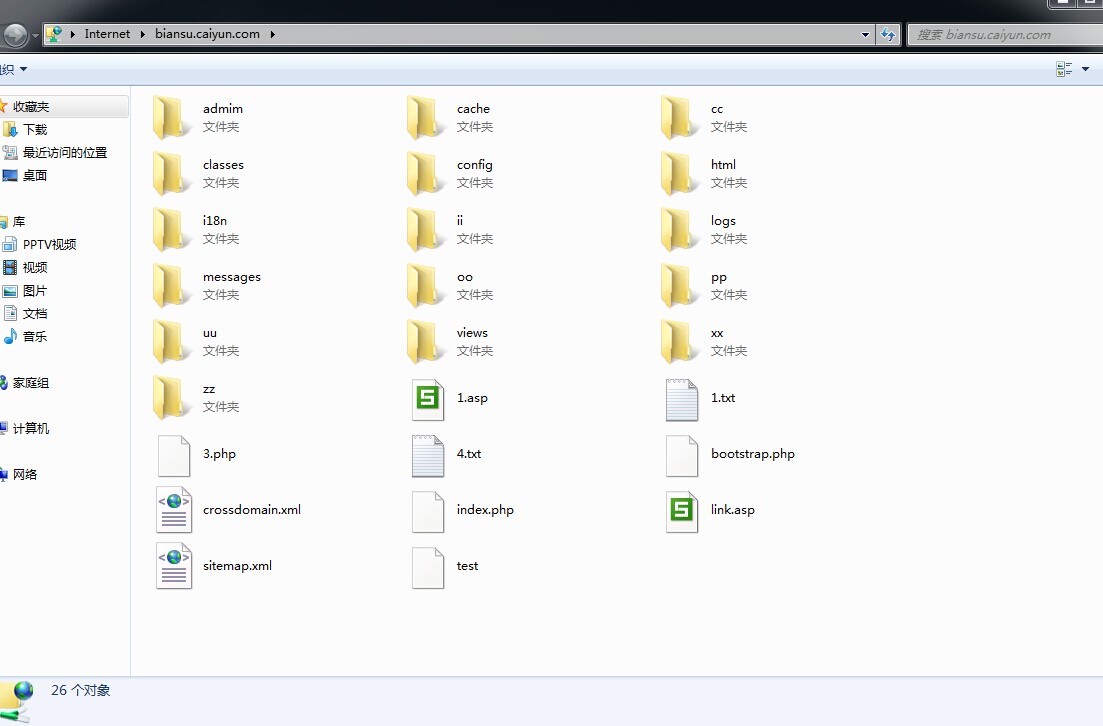 Internet biansu.caiyun.com
搜索 biansu.caiyun.com
织
收藏夹
下载
最近访问的位置
桌面
库
PPTV视频
视频
图片
文档
音乐
家庭组
计算机
网络
admim
文件夹
cache
文件夹
cc
文件夹
classes
文件夹
config
文件夹
html
文件夹
i18n
文件夹
ii
文件夹
logs
文件夹
messages
文件夹
oo
文件夹
pp
文件夹
uu
文件夹
views
文件夹
xx
文件夹
zz
文件夹
1.asp
1.txt
3.php
4.txt
bootstrap.php
crossdomain.xml
index.php
link.asp
sitemap.xml
test
26 个对象